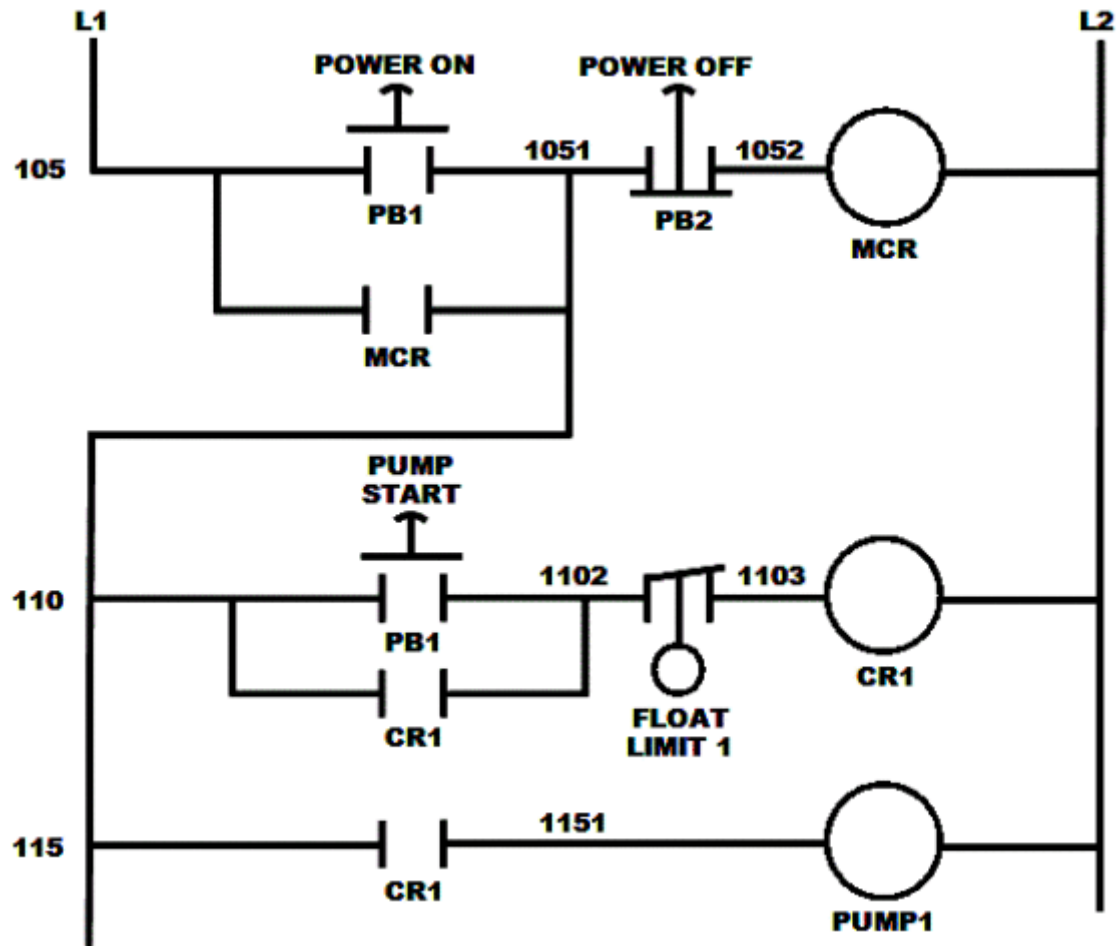 L1
L2
POWER ON
POWER OFF
105
1051
1052
PB1
PB2
MCR
MCR
PUMP
START
110
1102
1103
PB1
CR1
CR1
FLOAT
LIMIT 1
115
1151
CR1
PUMP1